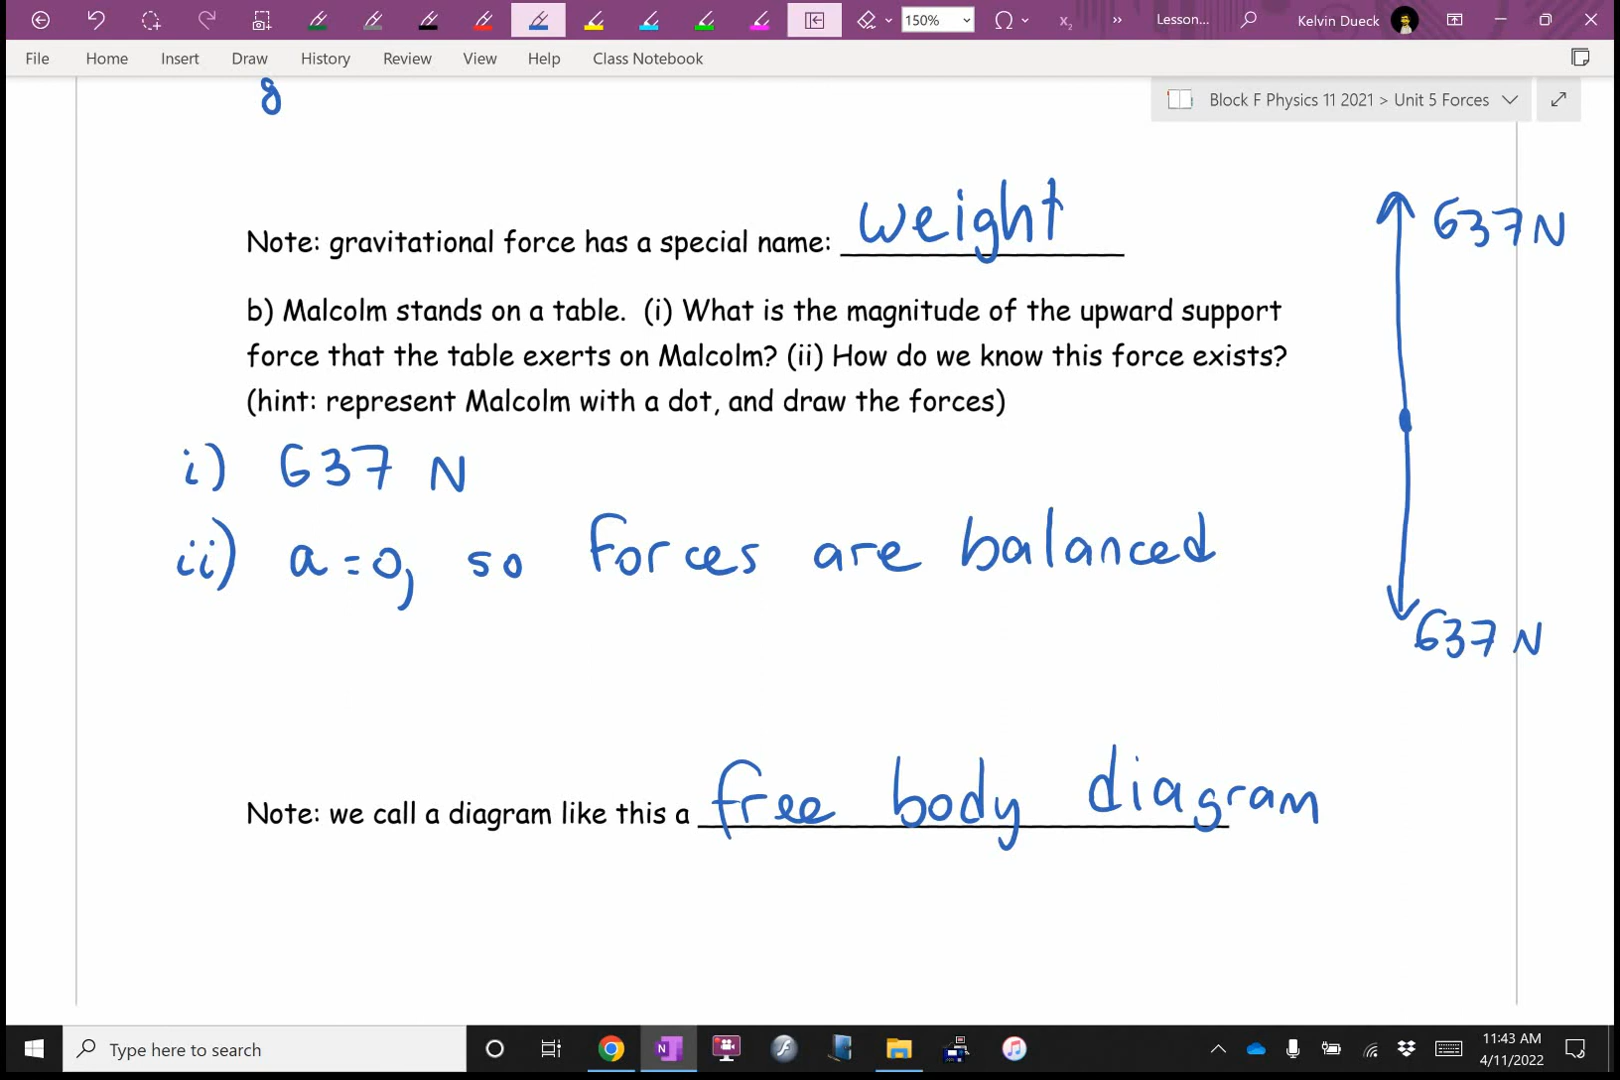 150%
Lesson...
Kelvin Dueck
File Home Insert Draw History Review View Help Class Notebook
Block F Physics 11 2021 > Unit 5 Forces
g
Note: gravitational force has a special name: weight
637 N
b) Malcolm stands on a table. (i) What is the magnitude of the upward support
force that the table exerts on Malcolm? (ii) How do we know this force exists?
(hint: represent Malcolm with a dot, and draw the forces)
i) 637 N
ii) a = 0, so forces are balanced
637 N
Note: we call a diagram like this a free body diagram
Type here to search
11:43 AM
4/11/2022